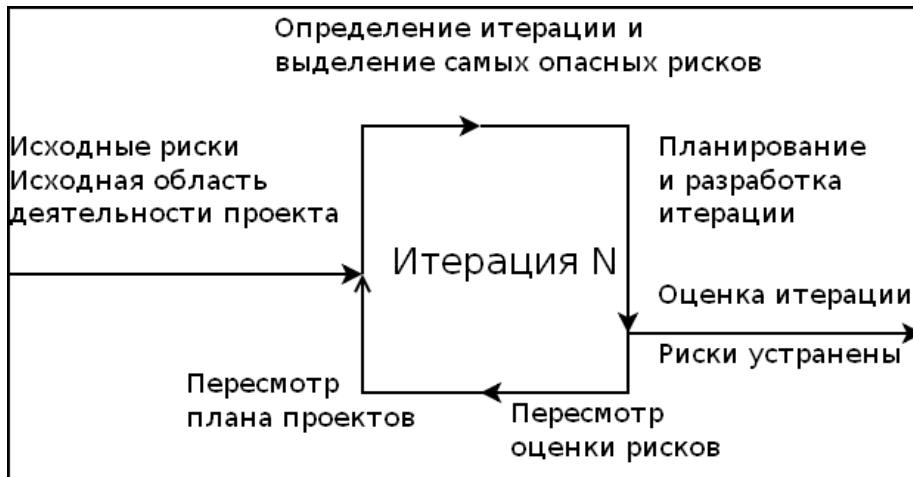 Определение итерации и
выделение самых опасных рисков
Исходные риски
Исходная область
деятельности проекта
Планирование
и разработка
итерации
Итерация N
Оценка итерации
Риски устранены
Пересмотр
плана проектов
Пересмотр
оценки рисков